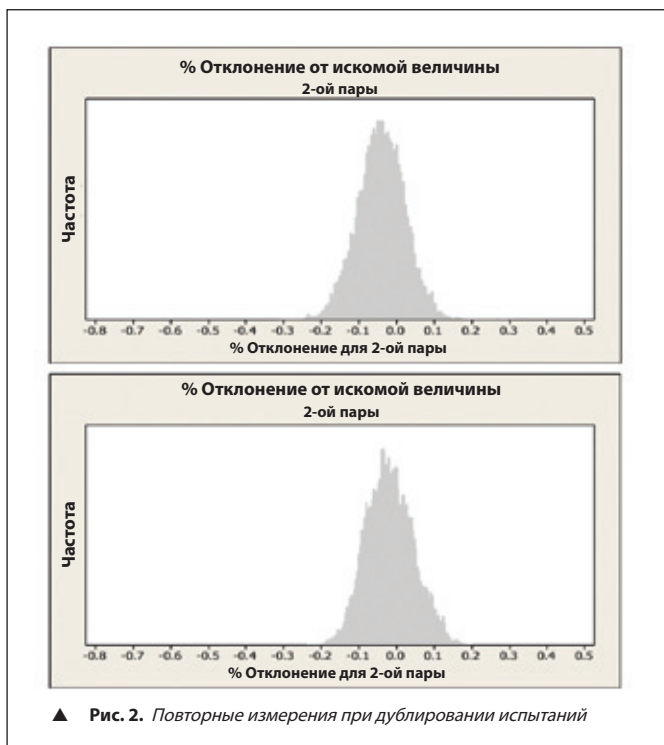 % Отклонение от искомой величины
2-ой пары
Частота
-0.8 -0.7 -0.6 -0.5 -0.4 -0.3 -0.2 -0.1 0.0 0.1 0.2 0.3 0.4 0.5
% Отклонение для 2-ой пары
% Отклонение от искомой величины
2-ой пары
Частота
-0.8 -0.7 -0.6 -0.5 -0.4 -0.3 -0.2 -0.1 0.0 0.1 0.2 0.3 0.4 0.5
% Отклонение для 2-ой пары
▲ Рис. 2. Повторные измерения при дублировании испытаний